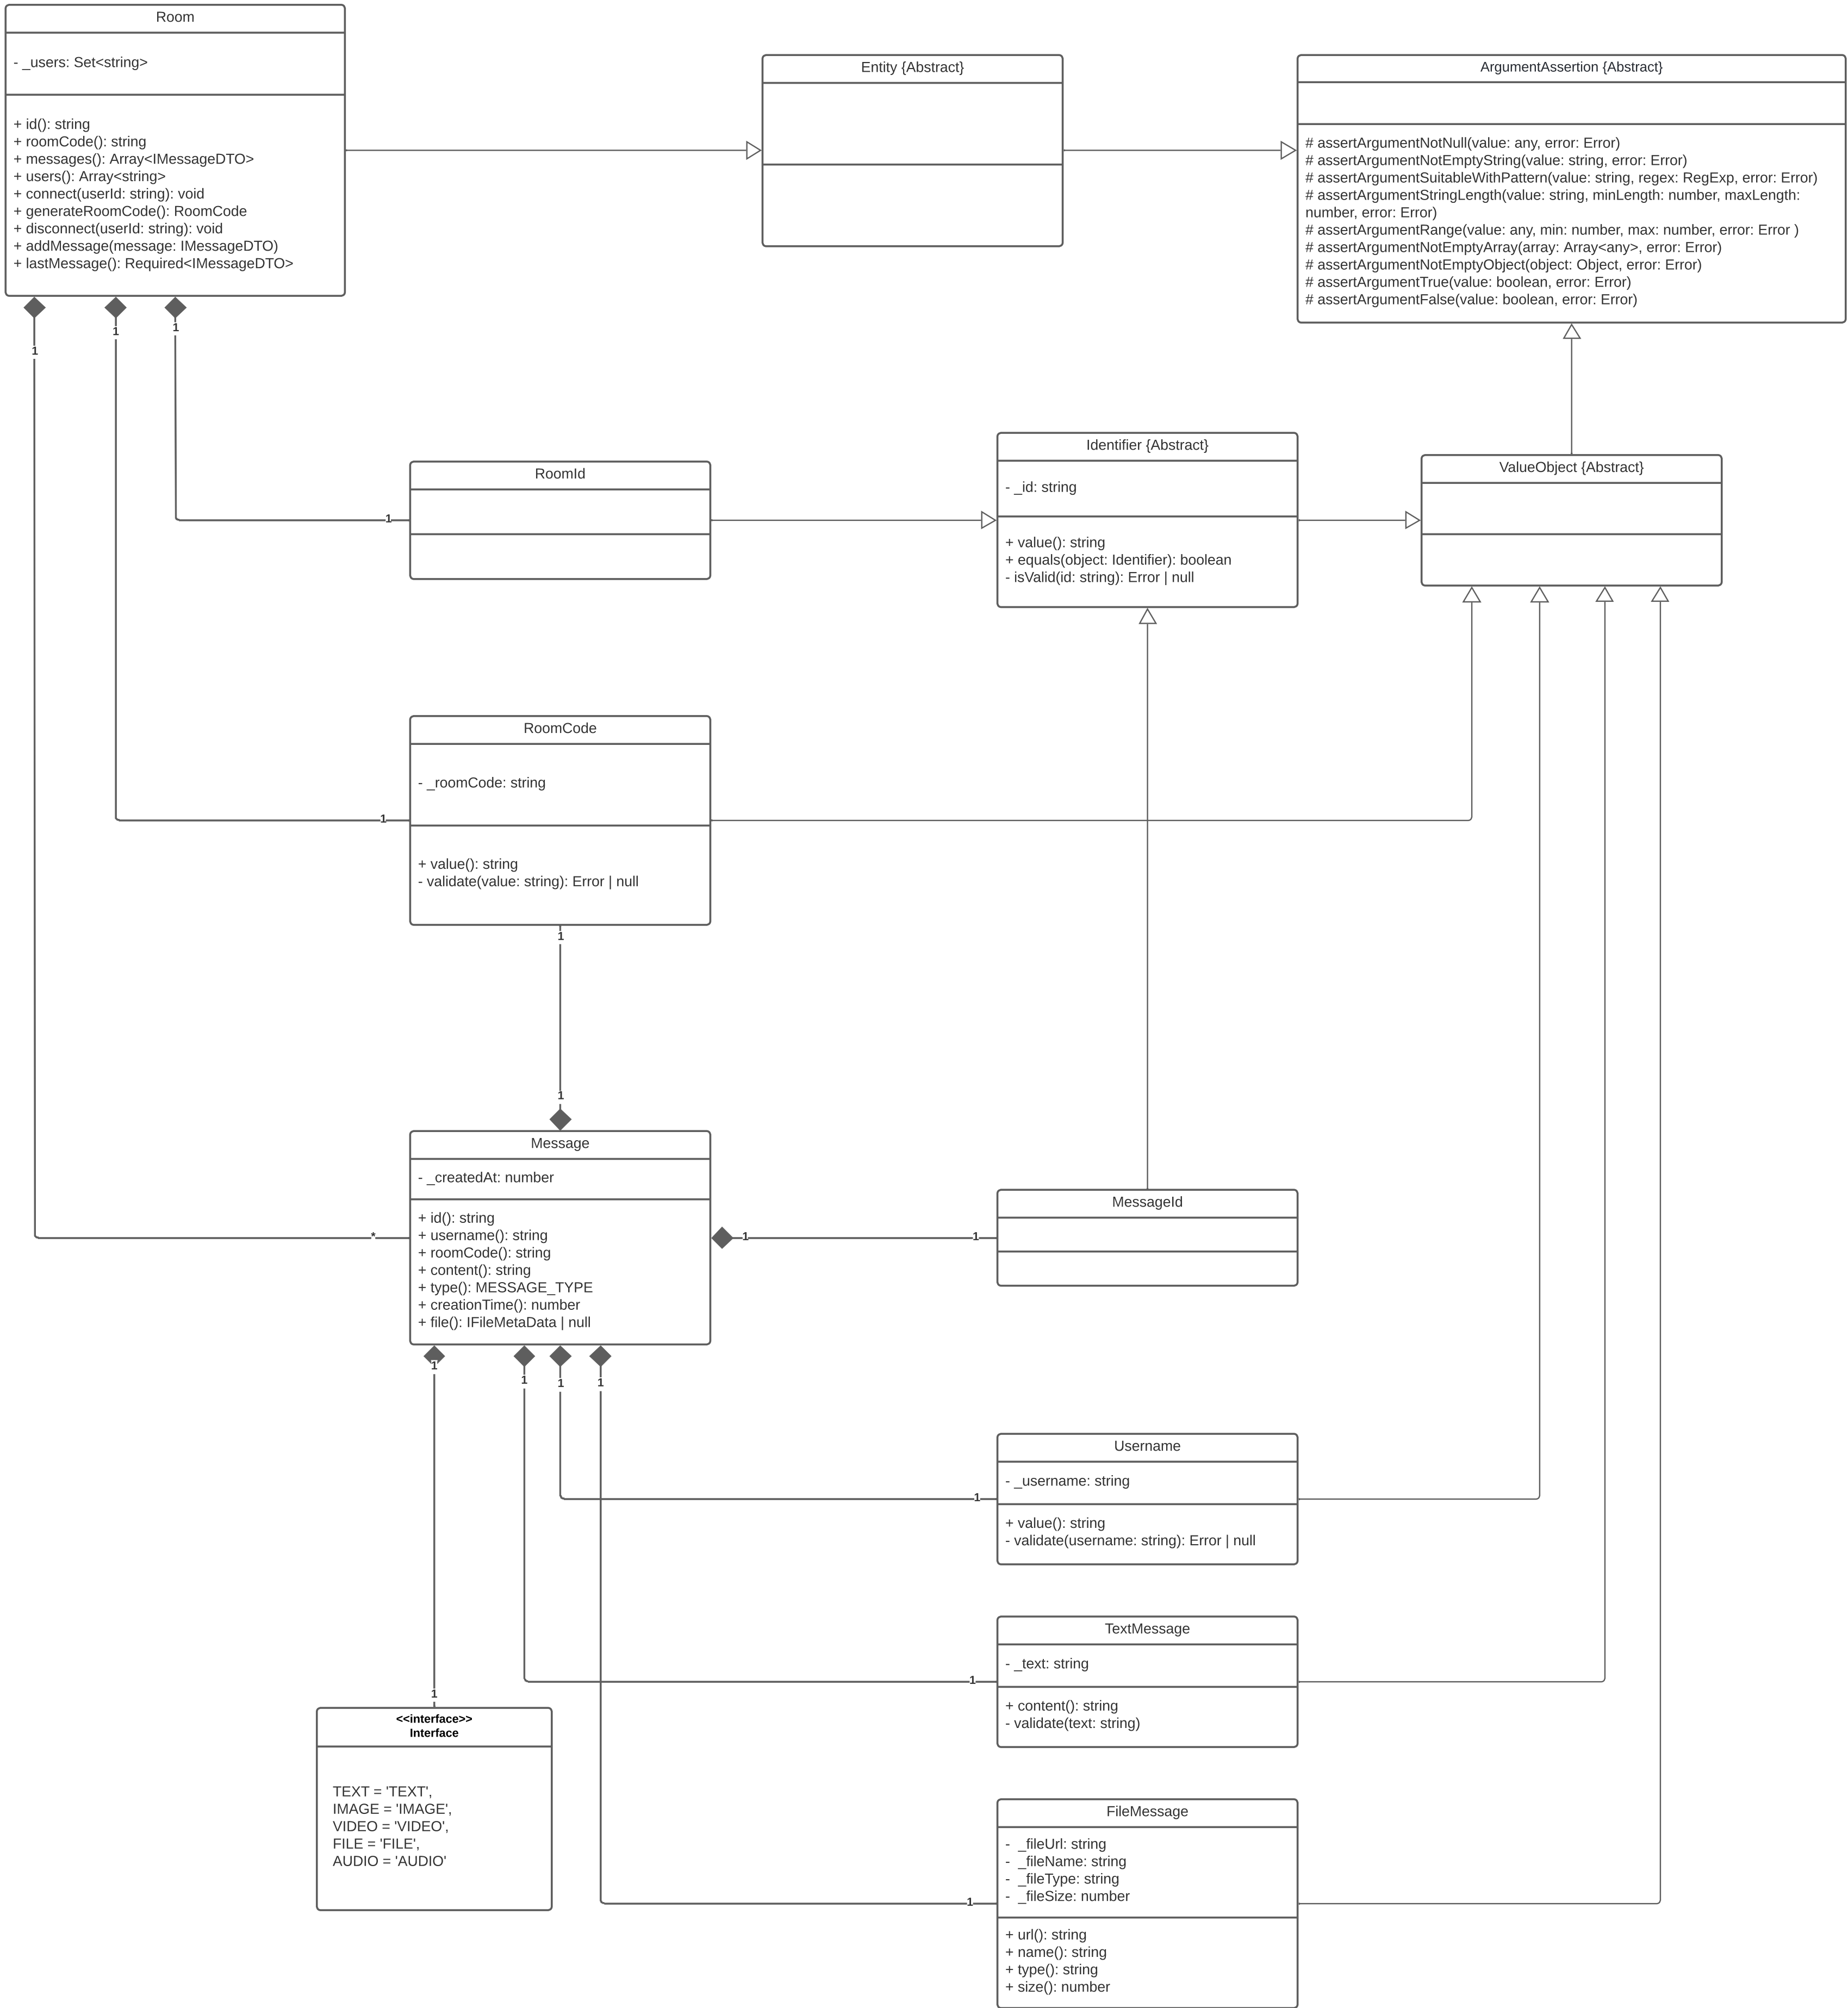 Room
- _users: Set<string>
+ id(): string
+ roomCode(): string
+ messages(): Array<IMessageDTO>
+ users(): Array<string>
+ connect(userId: string): void
+ generateRoomCode(): RoomCode
+ disconnect(userId: string): void
+ addMessage(message: IMessageDTO)
+ lastMessage(): Required<IMessageDTO>
Entity {Abstract}
ArgumentAssertion {Abstract}
# assertArgumentNotNull(value: any, error: Error)
# assertArgumentNotEmptyString(value: string, error: Error)
# assertArgumentSuitableWithPattern(value: string, regex: RegExp, error: Error)
# assertArgumentStringLength(value: string, minLength: number, maxLength:
number, error: Error)
# assertArgumentRange(value: any, min: number, max: number, error: Error )
# assertArgumentNotEmptyArray(array: Array<any>, error: Error)
# assertArgumentNotEmptyObject(object: Object, error: Error)
# assertArgumentTrue(value: boolean, error: Error)
# assertArgumentFalse(value: boolean, error: Error)
1
1
1
RoomId
1
Identifier {Abstract}
- _id: string
+ value(): string
+ equals(object: Identifier): boolean
- isValid(id: string): Error | null
ValueObject {Abstract}
RoomCode
- _roomCode: string
1
+ value(): string
- validate(value: string): Error | null
1
1
Message
- _createdAt: number
+ id(): string
+ username(): string
+ roomCode(): string
+ content(): string
+ type(): MESSAGE_TYPE
+ creationTime(): number
+ file(): IFileMetaData | null
*
1
1
MessageId
1
1
1
1
Username
- _username: string
1
+ value(): string
- validate(username: string): Error | null
TextMessage
- _text: string
1
+ content(): string
- validate(text: string)
1
<<interface>>
Interface
TEXT = 'TEXT',
IMAGE = 'IMAGE',
VIDEO = 'VIDEO',
FILE = 'FILE',
AUDIO = 'AUDIO'
FileMessage
- _fileUrl: string
- _fileName: string
- _fileType: string
- _fileSize: number
1
+ url(): string
+ name(): string
+ type(): string
+ size(): number